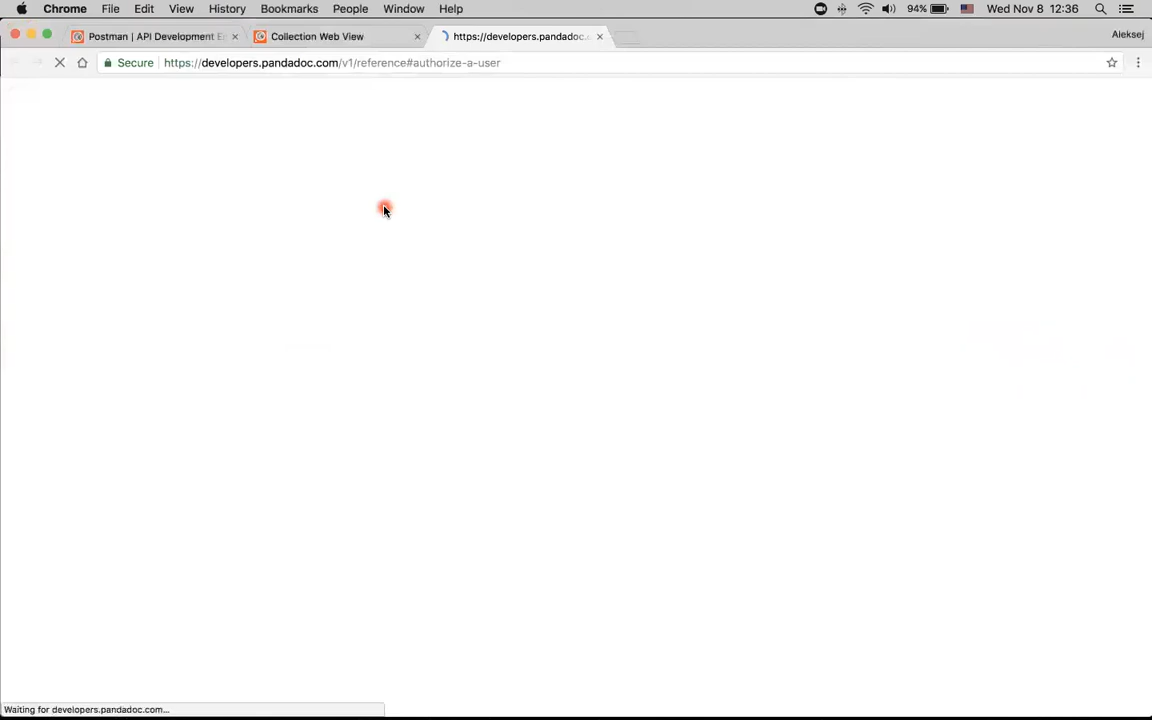 Chrome File Edit View History Bookmarks People Window Help 94% Wed Nov 8 12:36
Postman | API Development E Collection Web View https://developers.pandadoc. Aleksej
Secure https://developers.pandadoc.com/v1/reference#authorize-a-user
Waiting for developers.pandadoc.com...